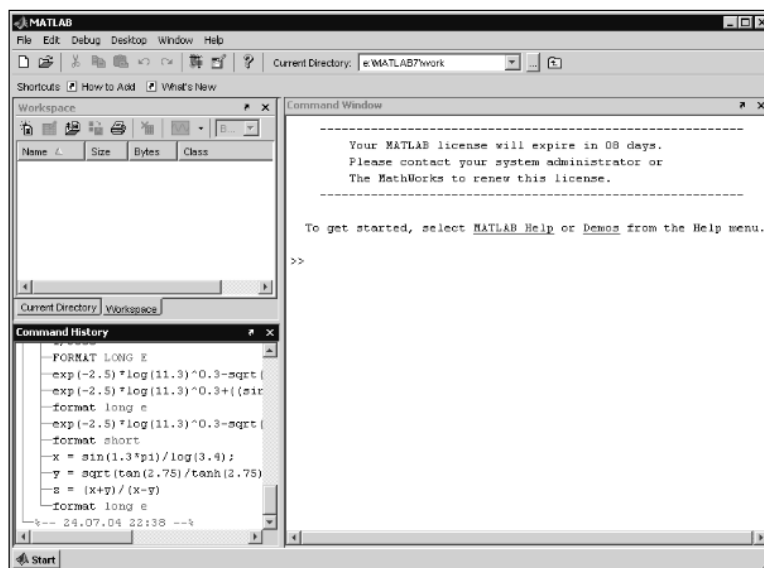 MATLAB
File Edit Debug Desktop Window Help
Current Directory: e:\MATLAB7\work ...
Shortcuts How to Add What's New
Workspace
B...
Name Size Bytes Class
Current Directory Workspace
Command History
FORMAT LONG E
exp(-2.5)*log(11.3)^0.3-sqrt(
exp(-2.5)*log(11.3)^0.3+((sin
format long e
exp(-2.5)*log(11.3)^0.3-sqrt(
format short
x = sin(1.3*pi)/log(3.4);
y = sqrt(tan(2.75)/tanh(2.75)
z = (x+y)/(x-y)
format long e
%-- 24.07.04 22:38 --%
Command Window
----------------------------------------------------------
Your MATLAB license will expire in 08 days.
Please contact your system administrator or
The MathWorks to renew this license.
----------------------------------------------------------
To get started, select MATLAB Help or Demos from the Help menu.
>>
Start